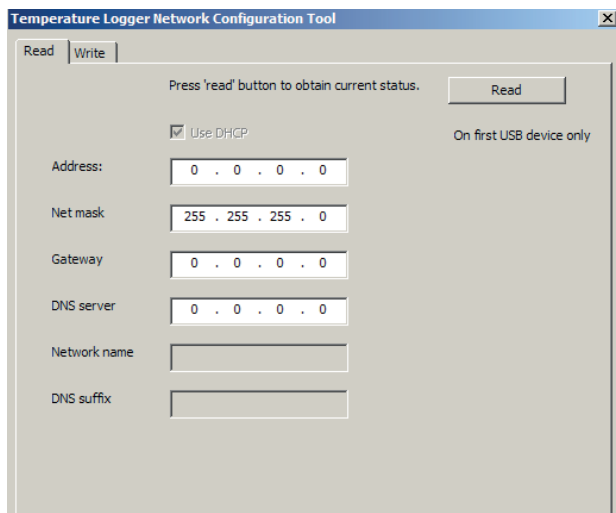 Temperature Logger Network Configuration Tool
Read Write
Press 'read' button to obtain current status.
Read
Use DHCP
On first USB device only
Address: 0 . 0 . 0 . 0
Net mask 255 . 255 . 255 . 0
Gateway 0 . 0 . 0 . 0
DNS server 0 . 0 . 0 . 0
Network name
DNS suffix